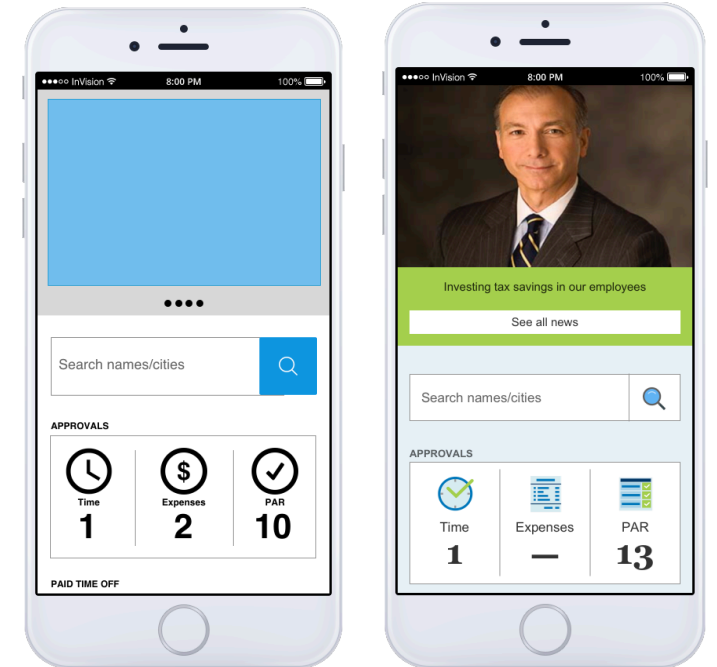 InVision 8:00 PM 100%
Search names/cities
APPROVALS
Time Expenses PAR
1 2 10
PAID TIME OFF
InVision 8:00 PM 100%
Investing tax savings in our employees
See all news
Search names/cities
APPROVALS
Time Expenses PAR
1 — 13